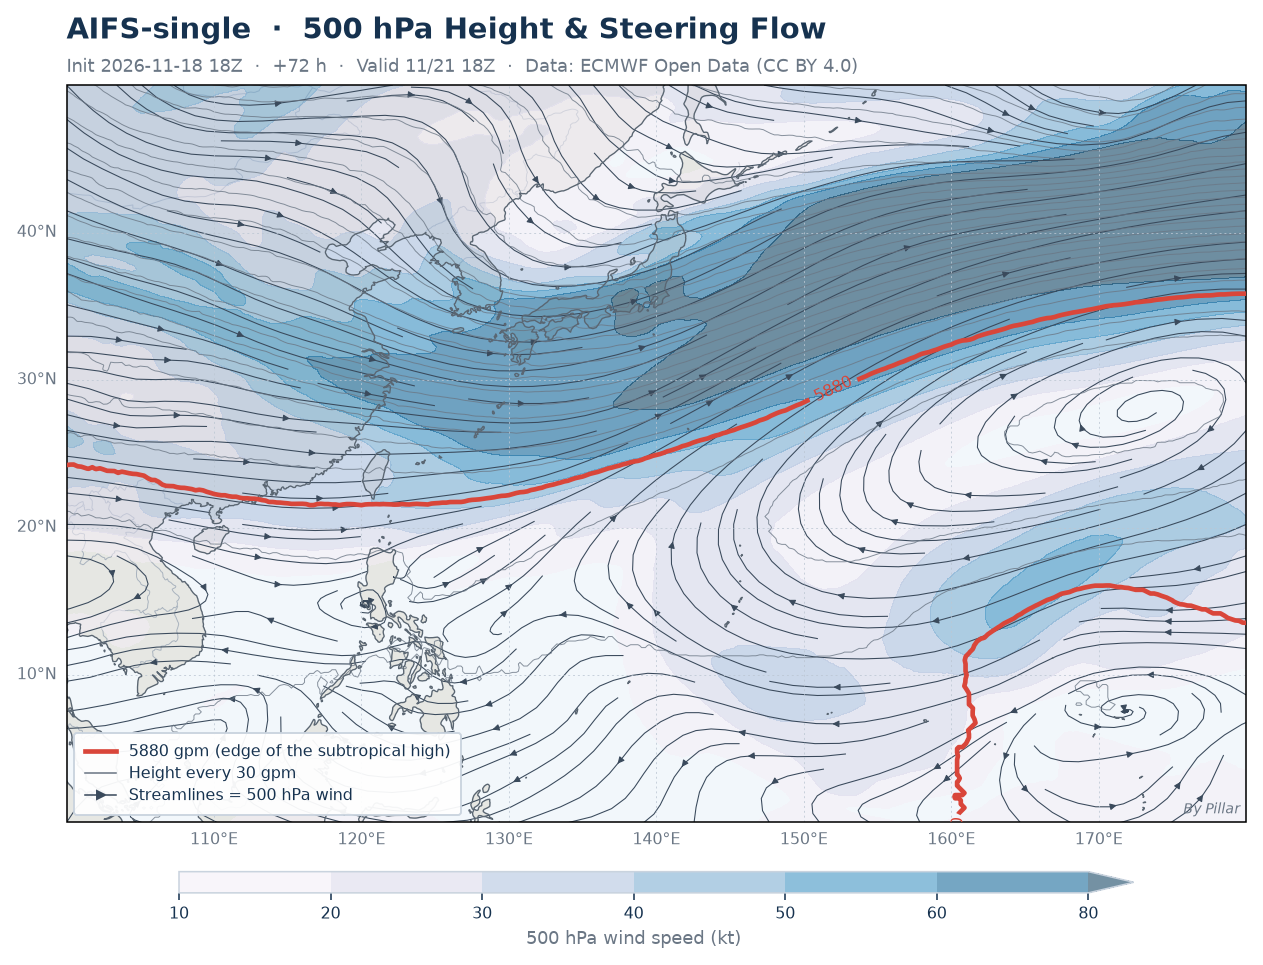 AIFS-single · 500 hPa Height & Steering Flow
Init 2026-11-18 18Z · +72 h · Valid 11/21 18Z · Data: ECMWF Open Data (CC BY 4.0)
40°N
30°N
20°N
10°N
5880
5880 gpm (edge of the subtropical high)
Height every 30 gpm
Streamlines = 500 hPa wind
By Pillar
110°E 120°E 130°E 140°E 150°E 160°E 170°E
10 20 30 40 50 60 80
500 hPa wind speed (kt)